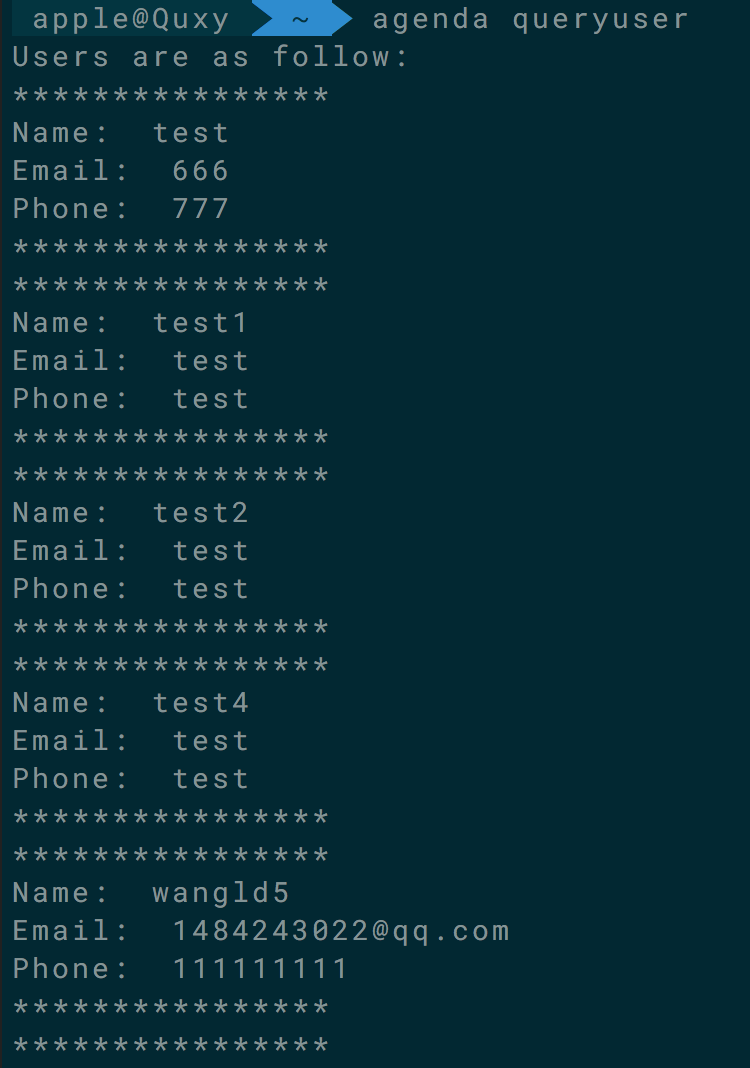 apple@Quxy ~ agenda queryuser
Users are as follow:
****************
Name:  test
Email:  666
Phone:  777
****************
****************
Name:  test1
Email:  test
Phone:  test
****************
****************
Name:  test2
Email:  test
Phone:  test
****************
****************
Name:  test4
Email:  test
Phone:  test
****************
****************
Name:  wangld5
Email:  1484243022@qq.com
Phone:  111111111
****************
****************